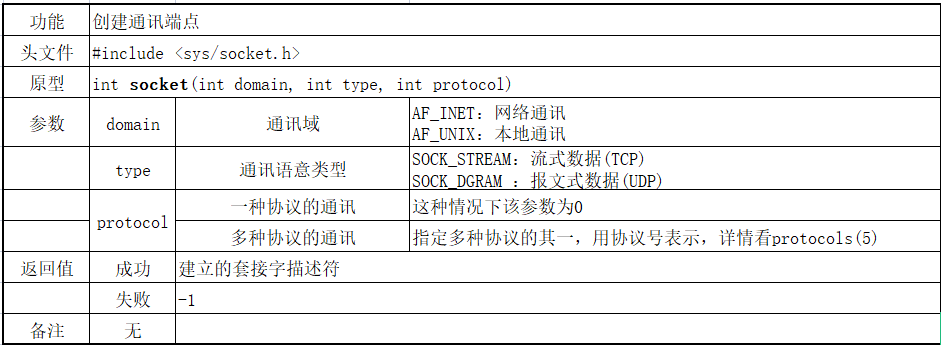 功能 创建通讯端点
头文件 #include <sys/socket.h>
原型 int socket(int domain, int type, int protocol)
参数 domain 通讯域 AF_INET：网络通讯
AF_UNIX：本地通讯
type 通讯语意类型 SOCK_STREAM：流式数据(TCP)
SOCK_DGRAM ：报文式数据(UDP)
protocol 一种协议的通讯 这种情况下该参数为0
多种协议的通讯 指定多种协议的其一，用协议号表示，详情看protocols(5)
返回值 成功 建立的套接字描述符
失败 -1
备注 无